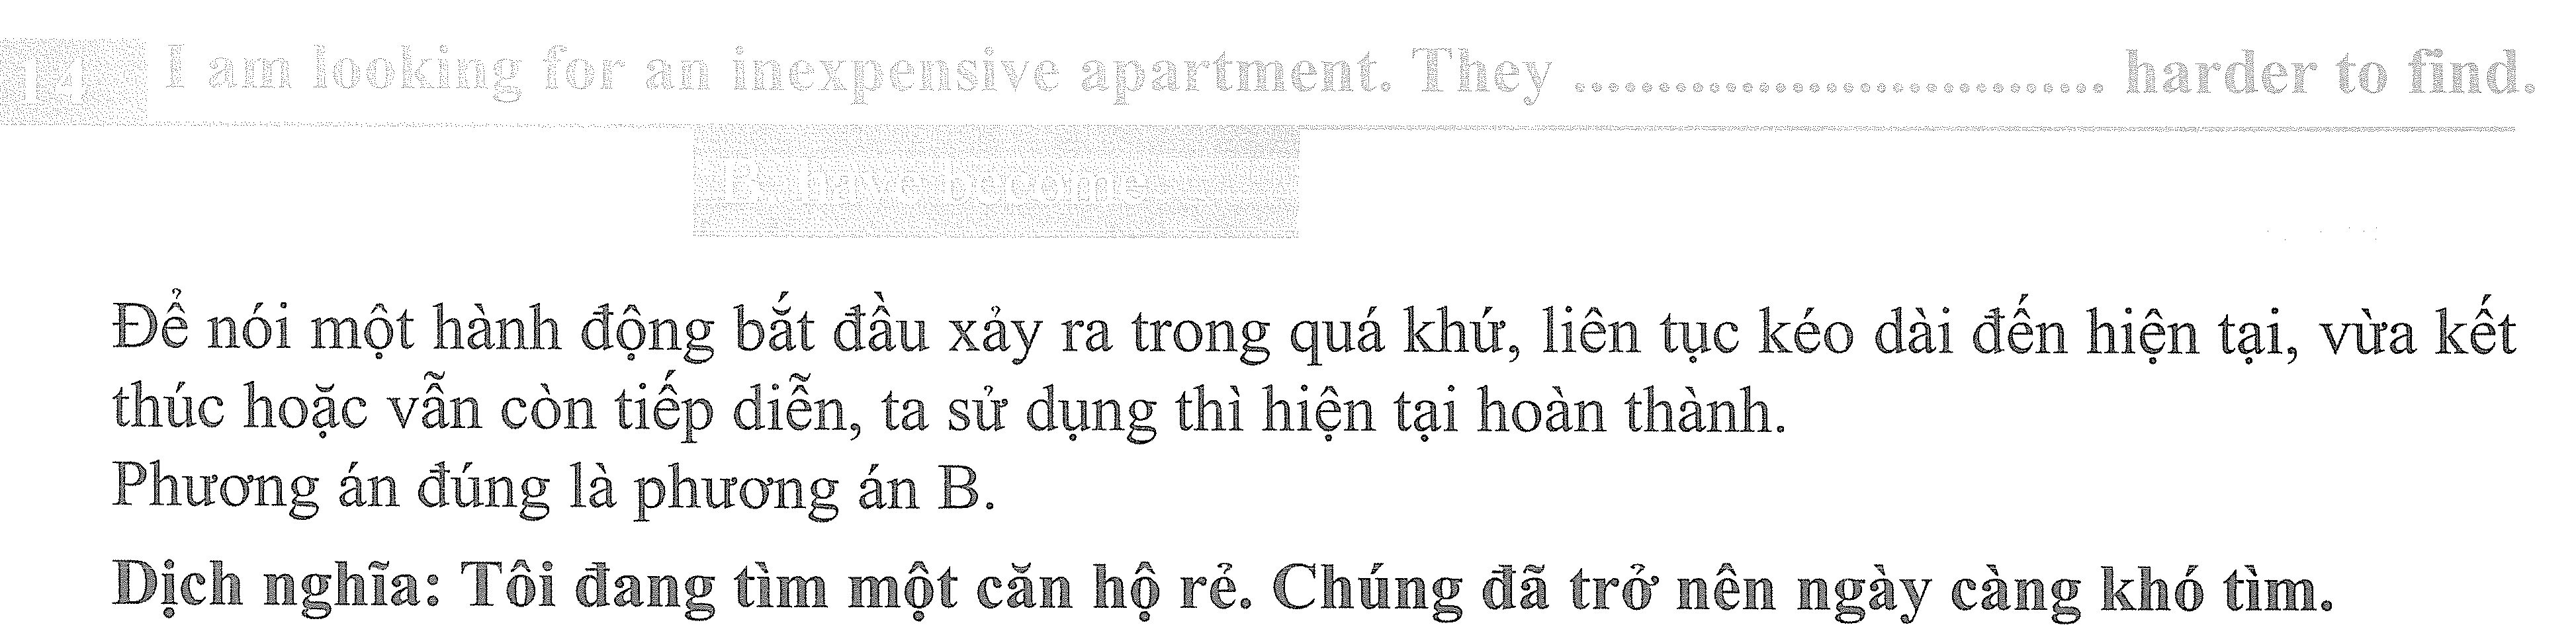 14 I am looking for an inexpensive apartment. They ................................ harder to find.
B. have become
Để nói một hành động bắt đầu xảy ra trong quá khứ, liên tục kéo dài đến hiện tại, vừa kết
thúc hoặc vẫn còn tiếp diễn, ta sử dụng thì hiện tại hoàn thành.
Phương án đúng là phương án B.
Dịch nghĩa: Tôi đang tìm một căn hộ rẻ. Chúng đã trở nên ngày càng khó tìm.